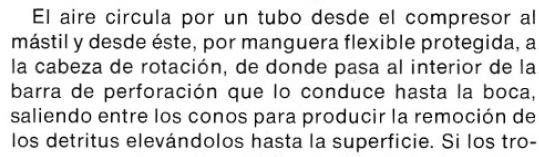 El aire circula por un tubo desde el compresor al
mástil y desde éste, por manguera flexible protegida, a
la cabeza de rotación, de donde pasa al interior de la
barra de perforación que lo conduce hasta la boca,
saliendo entre los conos para producir la remoción de
los detritus elevándolos hasta la superficie. Si los tro-